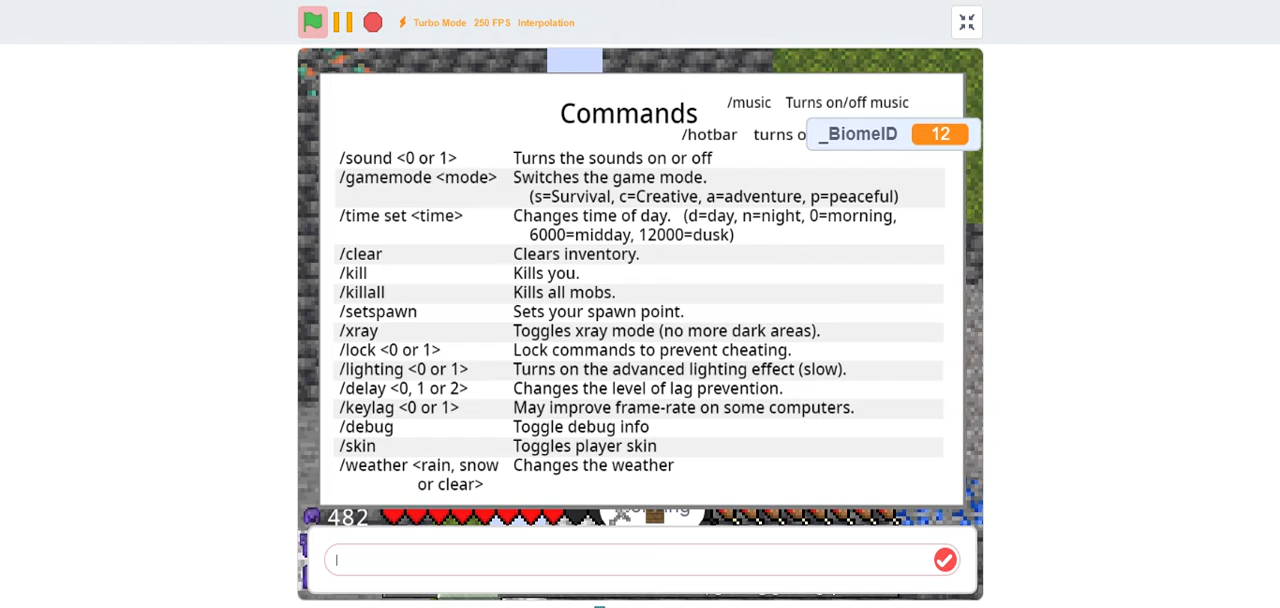 Turbo Mode 250 FPS Interpolation
Commands
/music Turns on/off music
/hotbar turns o
_BiomeID 12
/sound <0 or 1> Turns the sounds on or off
/gamemode <mode> Switches the game mode.
(s=Survival, c=Creative, a=adventure, p=peaceful)
/time set <time> Changes time of day. (d=day, n=night, 0=morning,
6000=midday, 12000=dusk)
/clear Clears inventory.
/kill Kills you.
/killall Kills all mobs.
/setspawn Sets your spawn point.
/xray Toggles xray mode (no more dark areas).
/lock <0 or 1> Lock commands to prevent cheating.
/lighting <0 or 1> Turns on the advanced lighting effect (slow).
/delay <0, 1 or 2> Changes the level of lag prevention.
/keylag <0 or 1> May improve frame-rate on some computers.
/debug Toggle debug info
/skin Toggles player skin
/weather <rain, snow Changes the weather
or clear>
482